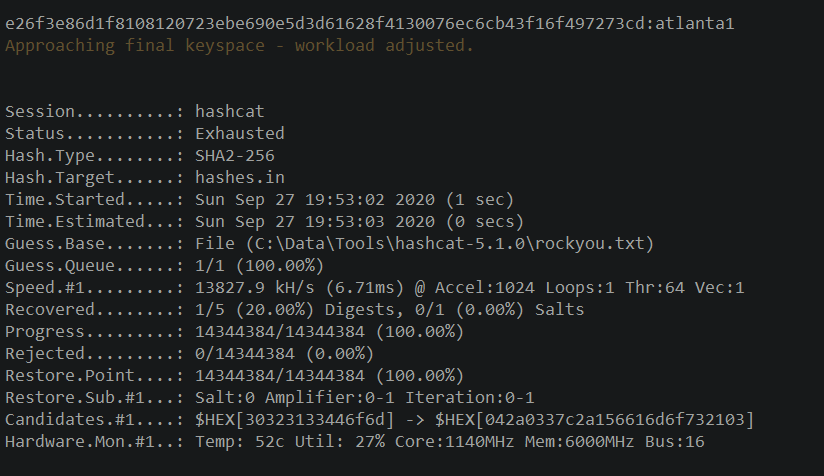 e26f3e86d1f8108120723ebe690e5d3d61628f4130076ec6cb43f16f497273cd:atlanta1
Approaching final keyspace - workload adjusted.
Session..........: hashcat
Status...........: Exhausted
Hash.Type........: SHA2-256
Hash.Target......: hashes.in
Time.Started.....: Sun Sep 27 19:53:02 2020 (1 sec)
Time.Estimated...: Sun Sep 27 19:53:03 2020 (0 secs)
Guess.Base.......: File (C:\Data\Tools\hashcat-5.1.0\rockyou.txt)
Guess.Queue......: 1/1 (100.00%)
Speed.#1.........: 13827.9 kH/s (6.71ms) @ Accel:1024 Loops:1 Thr:64 Vec:1
Recovered........: 1/5 (20.00%) Digests, 0/1 (0.00%) Salts
Progress.........: 14344384/14344384 (100.00%)
Rejected.........: 0/14344384 (0.00%)
Restore.Point....: 14344384/14344384 (100.00%)
Restore.Sub.#1...: Salt:0 Amplifier:0-1 Iteration:0-1
Candidates.#1....: $HEX[30323133446f6d] -> $HEX[042a0337c2a156616d6f732103]
Hardware.Mon.#1..: Temp: 52c Util: 27% Core:1140MHz Mem:6000MHz Bus:16